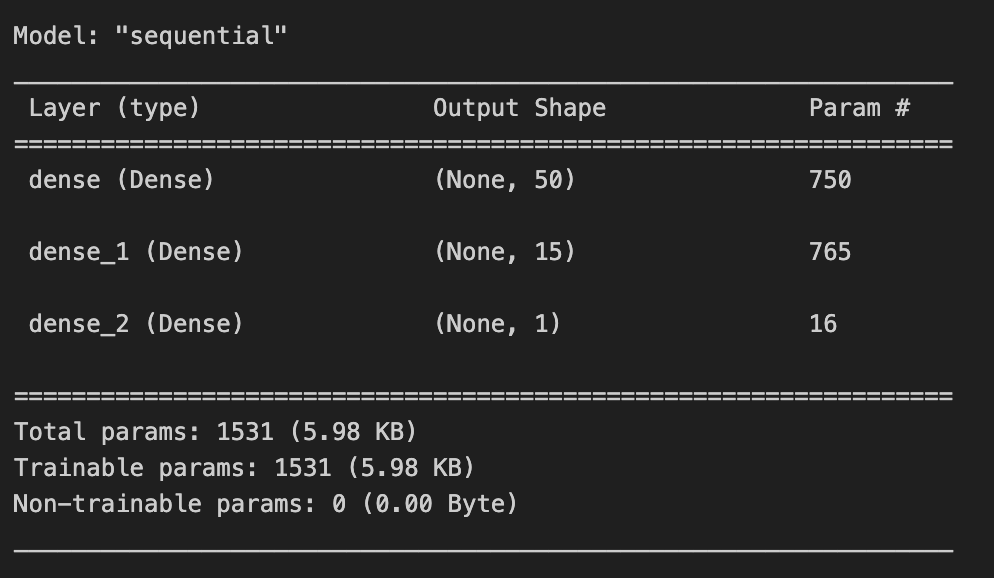 Model: "sequential"
_________________________________________________________________
Layer (type)                Output Shape              Param #
=================================================================
dense (Dense)               (None, 50)                750
dense_1 (Dense)             (None, 15)                765
dense_2 (Dense)             (None, 1)                 16
=================================================================
Total params: 1531 (5.98 KB)
Trainable params: 1531 (5.98 KB)
Non-trainable params: 0 (0.00 Byte)
_________________________________________________________________